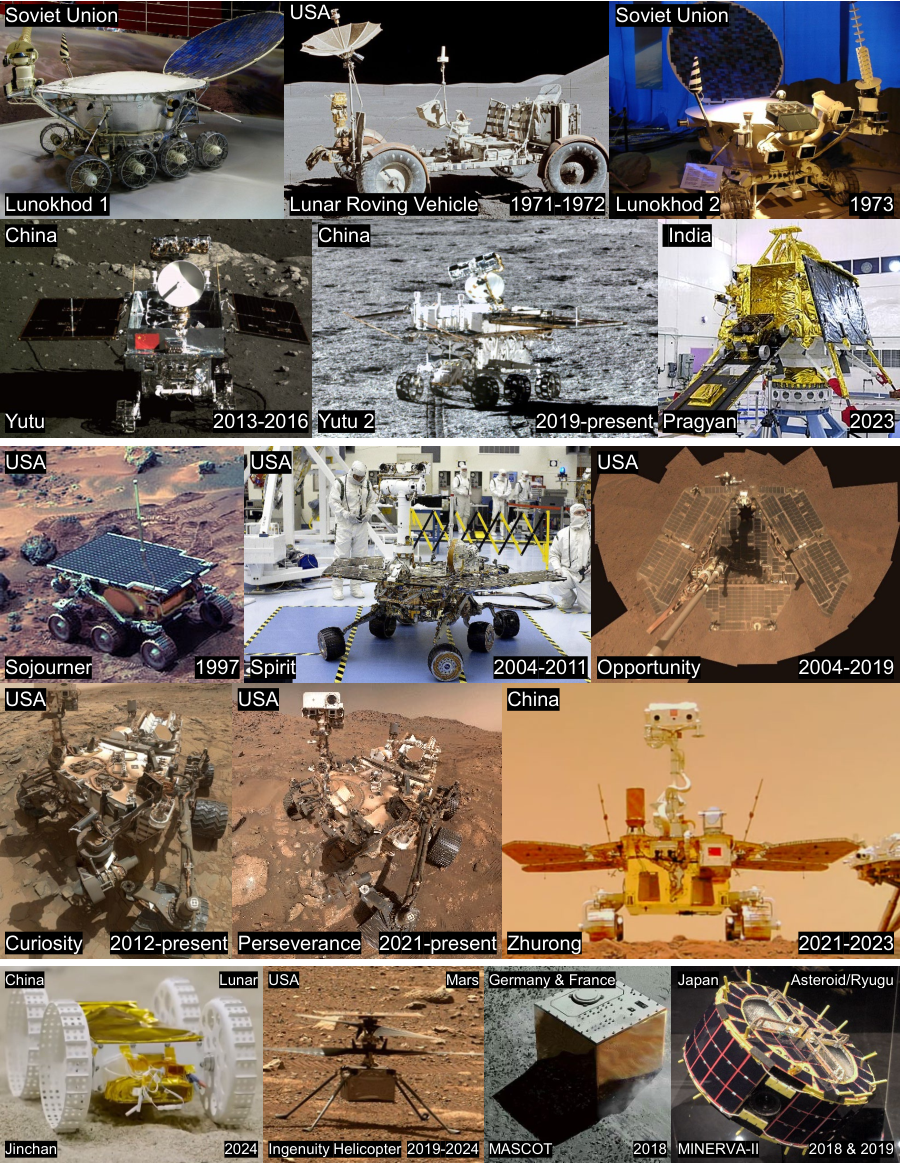 Soviet Union
USA
Soviet Union
Lunokhod 1
Lunar Roving Vehicle 1971-1972
Lunokhod 2 1973
China
China
India
Yutu 2013-2016
Yutu 2 2019-present
Pragyan 2023
USA
USA
USA
Sojourner 1997
Spirit 2004-2011
Opportunity 2004-2019
USA
USA
China
Curiosity 2012-present
Perseverance 2021-present
Zhurong 2021-2023
China Lunar
USA Mars
Germany & France
Japan Asteroid/Ryugu
Jinchan 2024
Ingenuity Helicopter 2019-2024
MASCOT 2018
MINERVA-II 2018 & 2019